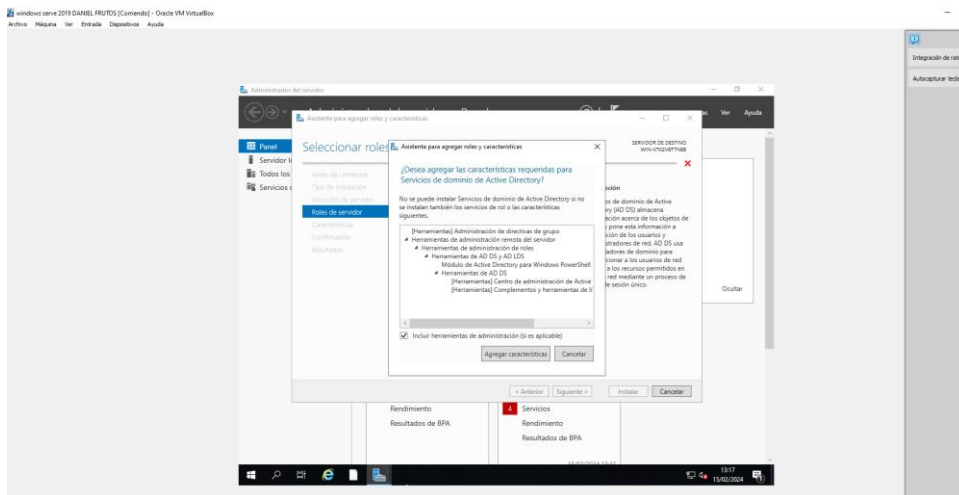 windows serve 2019 DANIEL FRUTOS [Corriendo] - Oracle VM VirtualBox
Archivo Máquina Ver Entrada Dispositivos Ayuda
Integración de rat
Autocapturar tecla
Administrador del servidor
Ver Ayuda
Asistente para agregar roles y características
Panel
Servidor l
Todos los
Servicios
Seleccionar roles
SERVIDOR DE DESTINO
Antes de comenzar
Tipo de instalación
Selección de servidor
Roles de servidor
Características
Confirmación
Resultados
Asistente para agregar roles y características
¿Desea agregar las características requeridas para
Servicios de dominio de Active Directory?
No se puede instalar Servicios de dominio de Active Directory si no
se instalan también los servicios de rol o las características
siguientes.
[Herramientas] Administración de directivas de grupo
Herramientas de administración remota del servidor
Herramientas de administración de roles
Herramientas de AD DS y AD LDS
Módulo de Active Directory para Windows PowerShell
Herramientas de AD DS
[Herramientas] Centro de administración de Active
[Herramientas] Complementos y herramientas de lí
Incluir herramientas de administración (si es aplicable)
Agregar características Cancelar
pción
os de dominio de Active
ory (AD DS) almacena
ación acerca de los objetos de
y pone esta información a
ción de los usuarios y
stradores de red. AD DS usa
adores de dominio para
cionar a los usuarios de red
a los recursos permitidos en
red mediante un proceso de
de sesión único.
Ocultar
< Anterior Siguiente > Instalar Cancelar
Rendimiento
Resultados de BPA
4 Servicios
Rendimiento
Resultados de BPA
13:17
15/02/2024